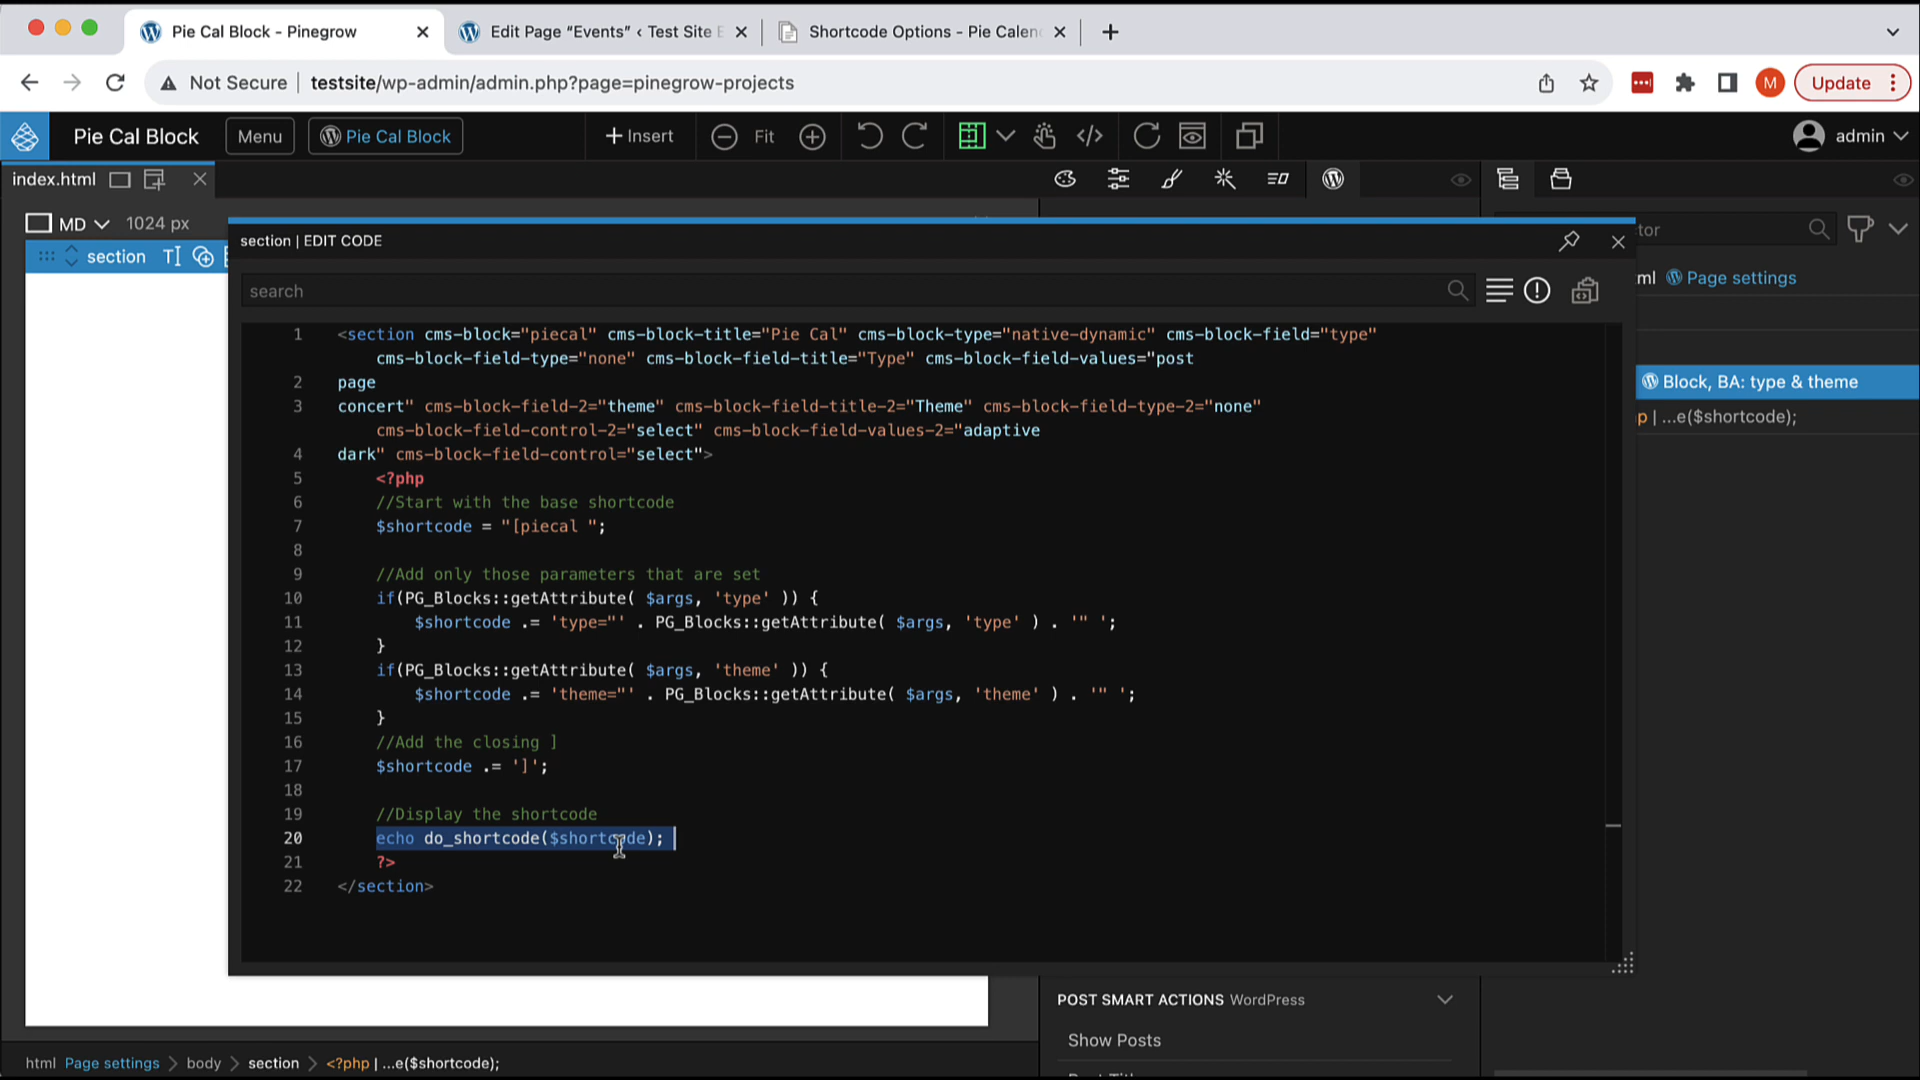 Pie Cal Block - Pinegrow
Edit Page “Events” ‹ Test Site
Shortcode Options - Pie Calen
Not Secure
testsite/wp-admin/admin.php?page=pinegrow-projects
M
Update
Pie Cal Block
Menu
Pie Cal Block
Insert
Fit
admin
index.html
MD
1024 px
section
section | EDIT CODE
search
tor
ml
Page settings
Block, BA: type & theme
p | ...e($shortcode);
1 <section cms-block="piecal" cms-block-title="Pie Cal" cms-block-type="native-dynamic" cms-block-field="type"
cms-block-field-type="none" cms-block-field-title="Type" cms-block-field-values="post
2 page
3 concert" cms-block-field-2="theme" cms-block-field-title-2="Theme" cms-block-field-type-2="none"
cms-block-field-control-2="select" cms-block-field-values-2="adaptive
4 dark" cms-block-field-control="select">
5 <?php
6 //Start with the base shortcode
7 $shortcode = "[piecal ";
8
9 //Add only those parameters that are set
10 if(PG_Blocks::getAttribute( $args, 'type' )) {
11 $shortcode .= 'type="' . PG_Blocks::getAttribute( $args, 'type' ) . '" ';
12 }
13 if(PG_Blocks::getAttribute( $args, 'theme' )) {
14 $shortcode .= 'theme="' . PG_Blocks::getAttribute( $args, 'theme' ) . '" ';
15 }
16 //Add the closing ]
17 $shortcode .= ']';
18
19 //Display the shortcode
20 echo do_shortcode($shortcode);
21 ?>
22 </section>
POST SMART ACTIONS WordPress
Show Posts
html Page settings > body > section > <?php | ...e($shortcode);